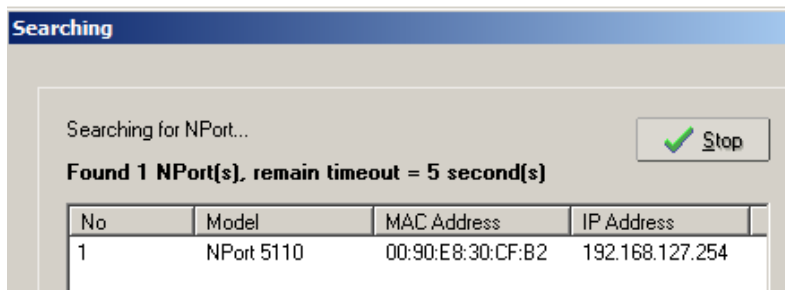 Searching
Searching for NPort...
Stop
Found 1 NPort(s), remain timeout = 5 second(s)
No Model MAC Address IP Address
1 NPort 5110 00:90:E8:30:CF:B2 192.168.127.254